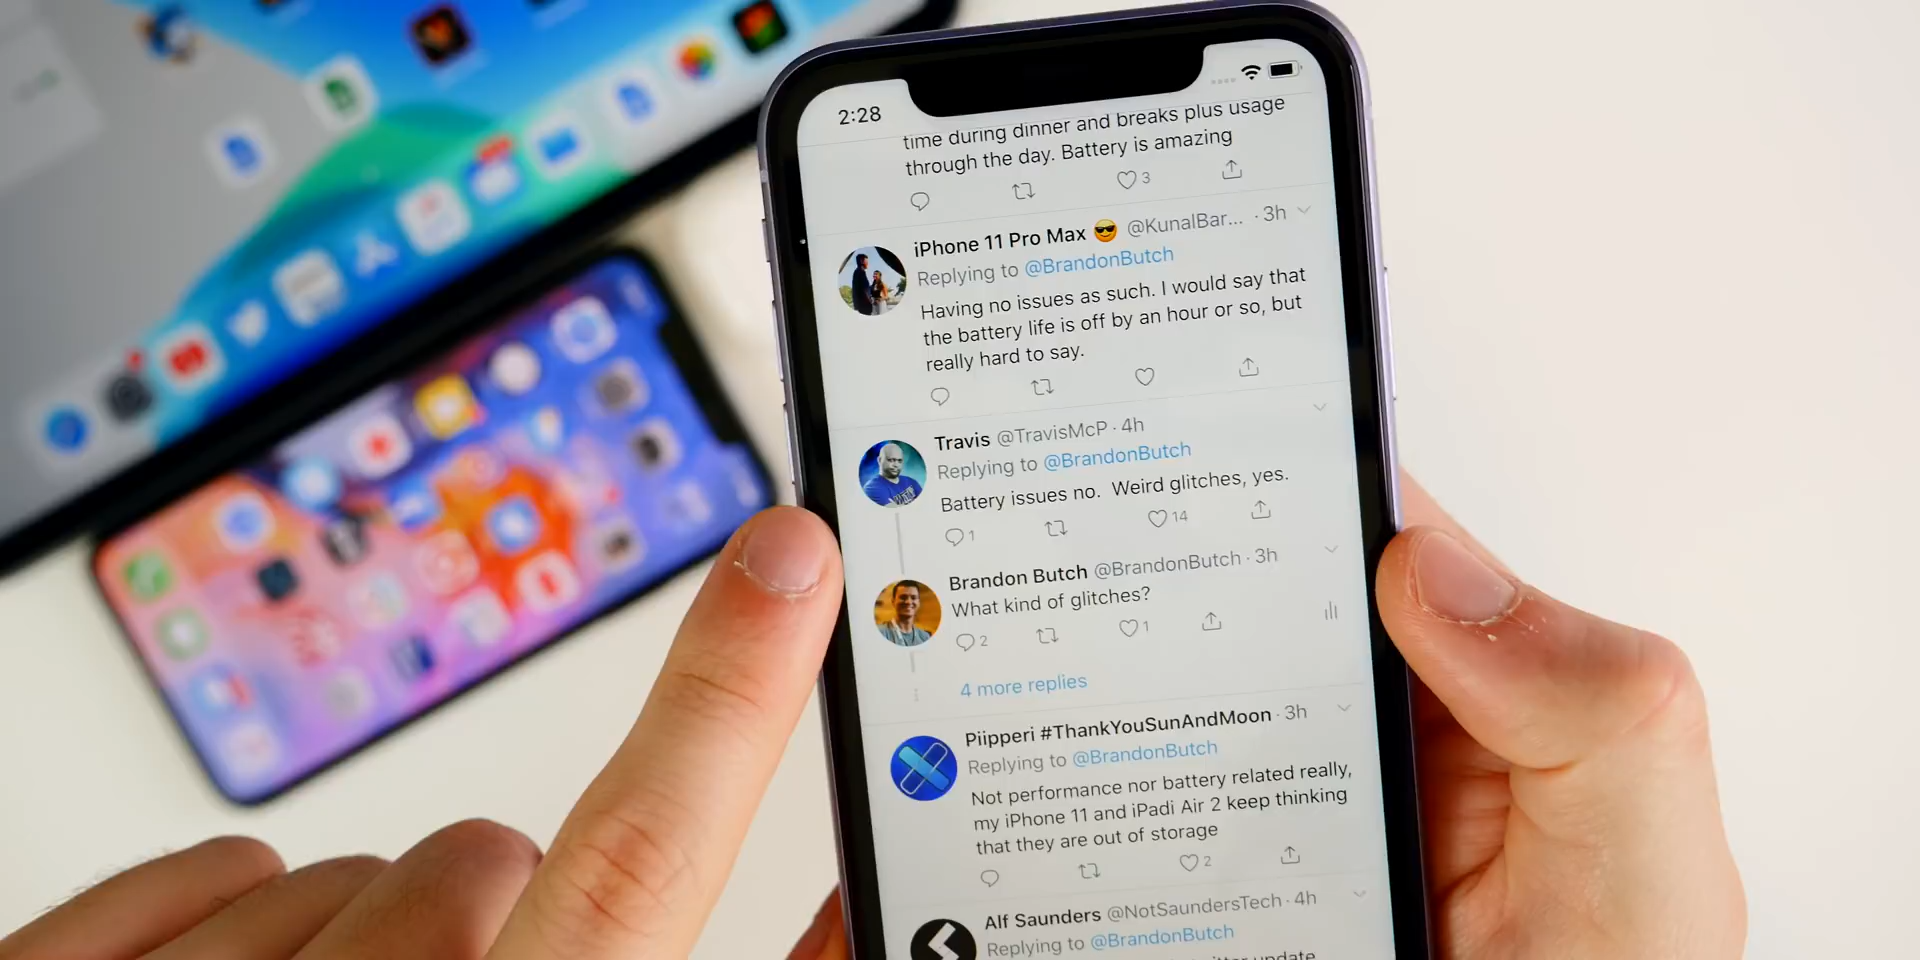 2:28
time during dinner and breaks plus usage
through the day. Battery is amazing
3
iPhone 11 Pro Max 😎 @KunalBar... · 3h
Replying to @BrandonButch
Having no issues as such. I would say that
the battery life is off by an hour or so, but
really hard to say.
Travis @TravisMcP · 4h
Replying to @BrandonButch
Battery issues no. Weird glitches, yes.
1 14
Brandon Butch @BrandonButch · 3h
What kind of glitches?
2 1
4 more replies
Piipperi #ThankYouSunAndMoon · 3h
Replying to @BrandonButch
Not performance nor battery related really,
my iPhone 11 and iPadi Air 2 keep thinking
that they are out of storage
2
Alf Saunders @NotSaundersTech · 4h
Replying to @BrandonButch
update